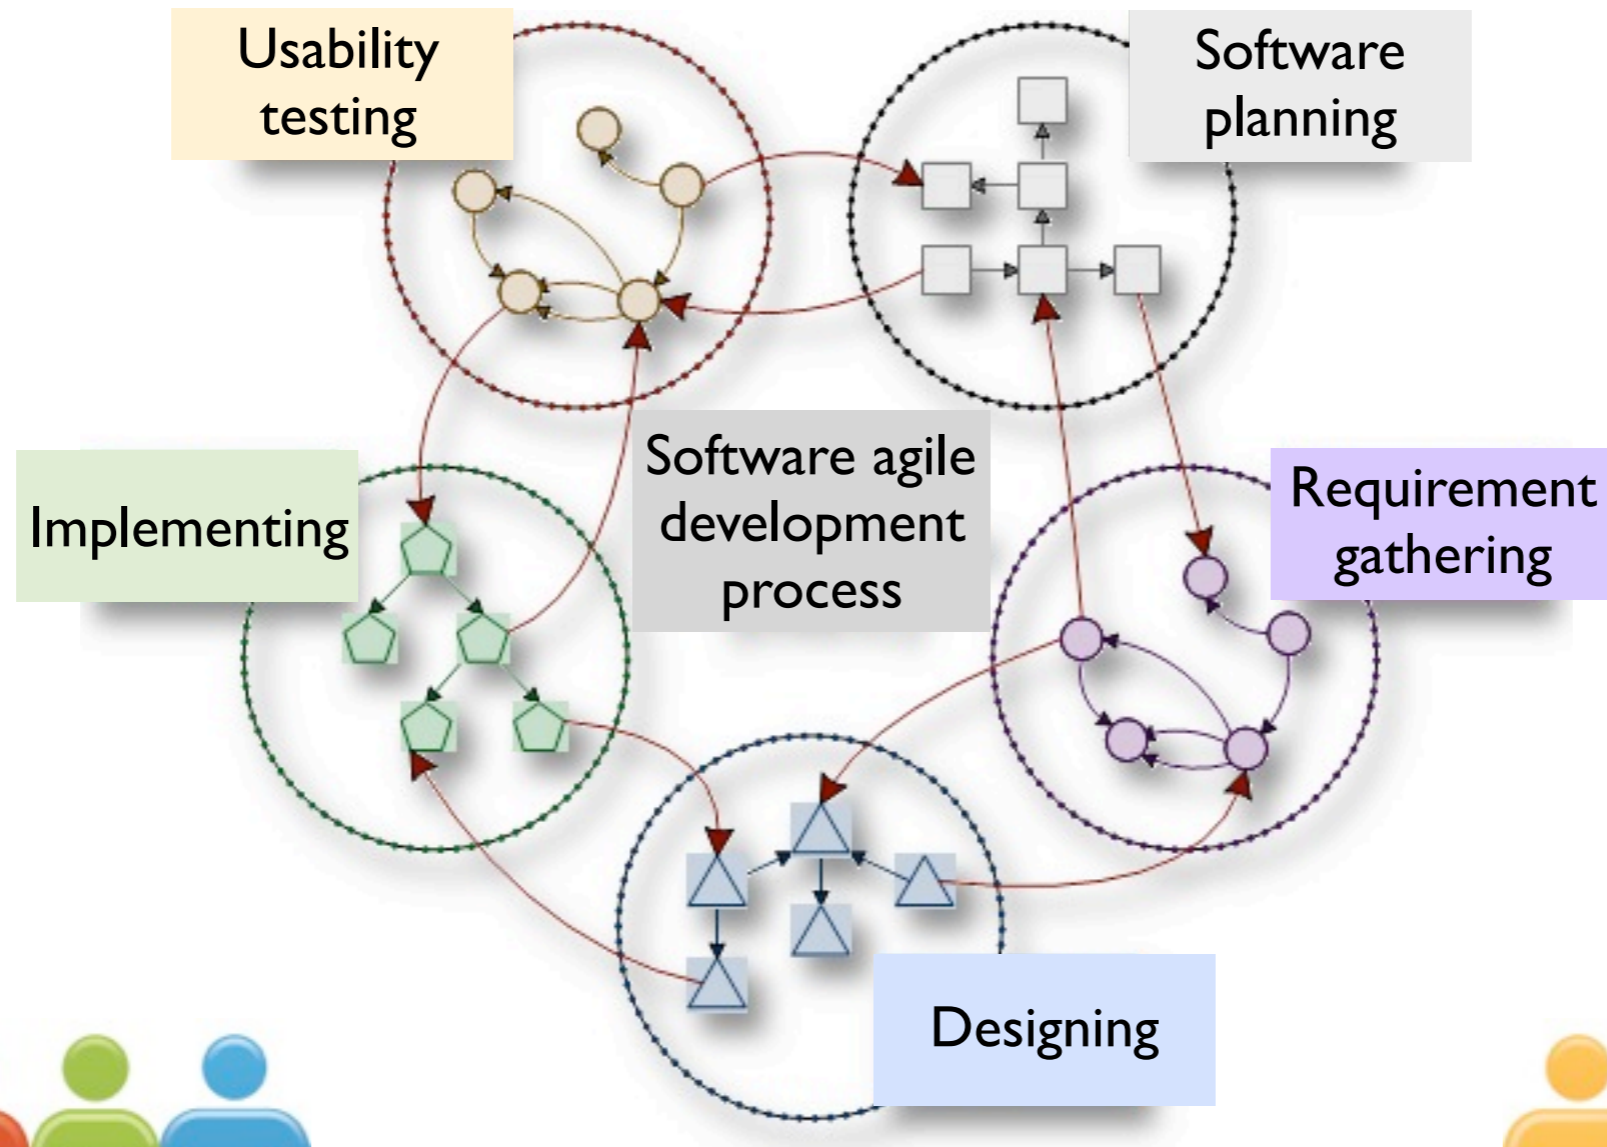 Usability
testing
Software
planning
Software agile
development
process
Implementing
Requirement
gathering
Designing